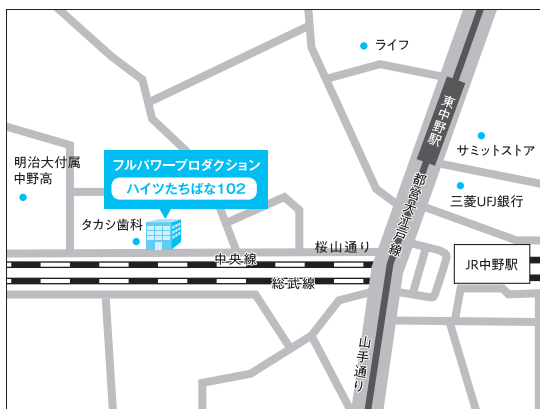 ライフ
東中野駅
サミットストア
明治大付属
中野高
フルパワープロダクション
ハイツたちばな102
三菱UFJ銀行
都営大江戸線
タカシ歯科
桜山通り
中央線
JR中野駅
総武線
山手通り